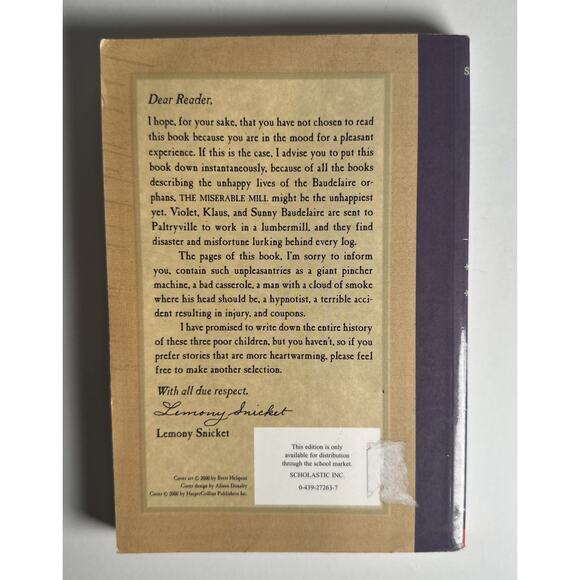 Dear Reader,
I hope, for your sake, that you have not chosen to read
this book because you are in the mood for a pleasant
experience. If this is the case, I advise you to put this
book down instantaneously, because of all the books
describing the unhappy lives of the Baudelaire or-
phans, THE MISERABLE MILL might be the unhappiest
yet. Violet, Klaus, and Sunny Baudelaire are sent to
Paltryville to work in a lumbermill, and they find
disaster and misfortune lurking behind every log.
The pages of this book, I'm sorry to inform
you, contain such unpleasantries as a giant pincher
machine, a bad casserole, a man with a cloud of smoke
where his head should be, a hypnotist, a terrible acci-
dent resulting in injury, and coupons.
I have promised to write down the entire history
of these three poor children, but you haven't, so if you
prefer stories that are more heartwarming, please feel
free to make another selection.
With all due respect,
Lemony Snicket
Lemony Snicket
This edition is only
available for distribution
through the school market.
SCHOLASTIC INC.
0-439-27263-7
Cover art © 2000 by Brett Helquist
Cover design by Alison Donalty
Cover © 2000 by HarperCollins Publishers Inc.